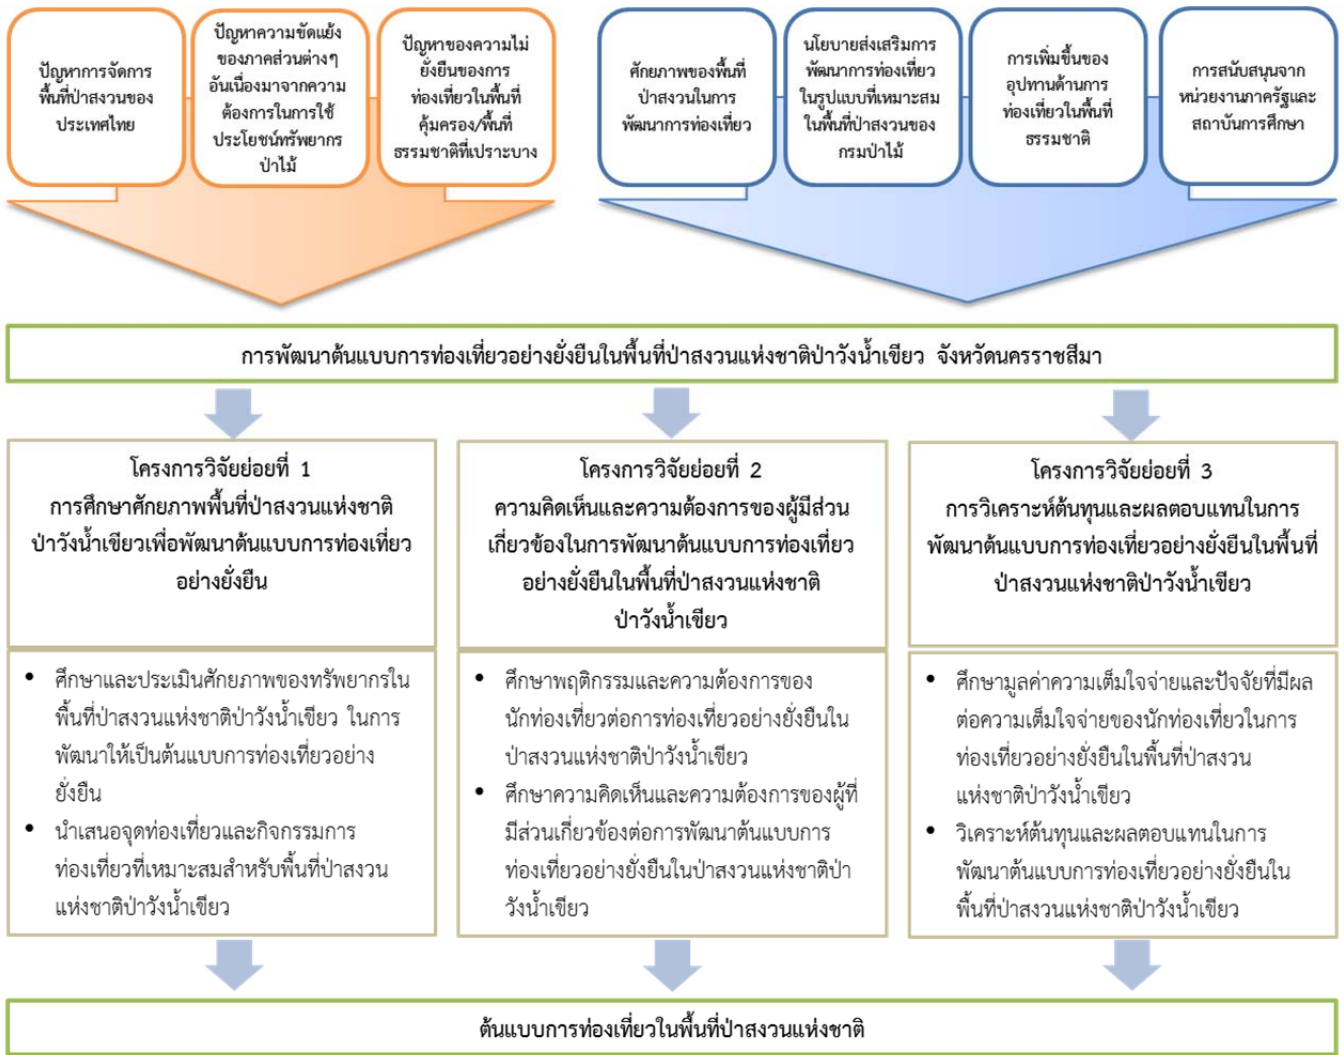 ปัญหาการจัดการ
พื้นที่ป่าสงวนของ
ประเทศไทย
ปัญหาความขัดแย้ง
ของภาคส่วนต่างๆ
อันเนื่องมาจากความ
ต้องการในการใช้
ประโยชน์ทรัพยากร
ป่าไม้
ปัญหาของความไม่
ยั่งยืนของการ
ท่องเที่ยวในพื้นที่
คุ้มครอง/พื้นที่
ธรรมชาติที่เปราะบาง
ศักยภาพของพื้นที่
ป่าสงวนในการ
พัฒนาการท่องเที่ยว
นโยบายส่งเสริมการ
พัฒนาการท่องเที่ยว
ในรูปแบบที่เหมาะสม
ในพื้นที่ป่าสงวนของ
กรมป่าไม้
การเพิ่มขึ้นของ
อุปทานด้านการ
ท่องเที่ยวในพื้นที่
ธรรมชาติ
การสนับสนุนจาก
หน่วยงานภาครัฐและ
สถาบันการศึกษา
การพัฒนาต้นแบบการท่องเที่ยวอย่างยั่งยืนในพื้นที่ป่าสงวนแห่งชาติป่าวังน้ำเขียว จังหวัดนครราชสีมา
โครงการวิจัยย่อยที่ 1
การศึกษาศักยภาพพื้นที่ป่าสงวนแห่งชาติ
ป่าวังน้ำเขียวเพื่อพัฒนาต้นแบบการท่องเที่ยว
อย่างยั่งยืน
• ศึกษาและประเมินศักยภาพของทรัพยากรใน
พื้นที่ป่าสงวนแห่งชาติป่าวังน้ำเขียว ในการ
พัฒนาให้เป็นต้นแบบการท่องเที่ยวอย่าง
ยั่งยืน
• นำเสนอจุดท่องเที่ยวและกิจกรรมการ
ท่องเที่ยวที่เหมาะสมสำหรับพื้นที่ป่าสงวน
แห่งชาติป่าวังน้ำเขียว
โครงการวิจัยย่อยที่ 2
ความคิดเห็นและความต้องการของผู้มีส่วน
เกี่ยวข้องในการพัฒนาต้นแบบการท่องเที่ยว
อย่างยั่งยืนในพื้นที่ป่าสงวนแห่งชาติ
ป่าวังน้ำเขียว
• ศึกษาพฤติกรรมและความต้องการของ
นักท่องเที่ยวต่อการท่องเที่ยวอย่างยั่งยืนใน
ป่าสงวนแห่งชาติป่าวังน้ำเขียว
• ศึกษาความคิดเห็นและความต้องการของผู้ที่
มีส่วนเกี่ยวข้องต่อการพัฒนาต้นแบบการ
ท่องเที่ยวอย่างยั่งยืนในป่าสงวนแห่งชาติป่า
วังน้ำเขียว
โครงการวิจัยย่อยที่ 3
การวิเคราะห์ต้นทุนและผลตอบแทนในการ
พัฒนาต้นแบบการท่องเที่ยวอย่างยั่งยืนในพื้นที่
ป่าสงวนแห่งชาติป่าวังน้ำเขียว
• ศึกษามูลค่าความเต็มใจจ่ายและปัจจัยที่มีผล
ต่อความเต็มใจจ่ายของนักท่องเที่ยวในการ
ท่องเที่ยวอย่างยั่งยืนในพื้นที่ป่าสงวน
แห่งชาติป่าวังน้ำเขียว
• วิเคราะห์ต้นทุนและผลตอบแทนในการ
พัฒนาต้นแบบการท่องเที่ยวอย่างยั่งยืนใน
พื้นที่ป่าสงวนแห่งชาติป่าวังน้ำเขียว
ต้นแบบการท่องเที่ยวในพื้นที่ป่าสงวนแห่งชาติ